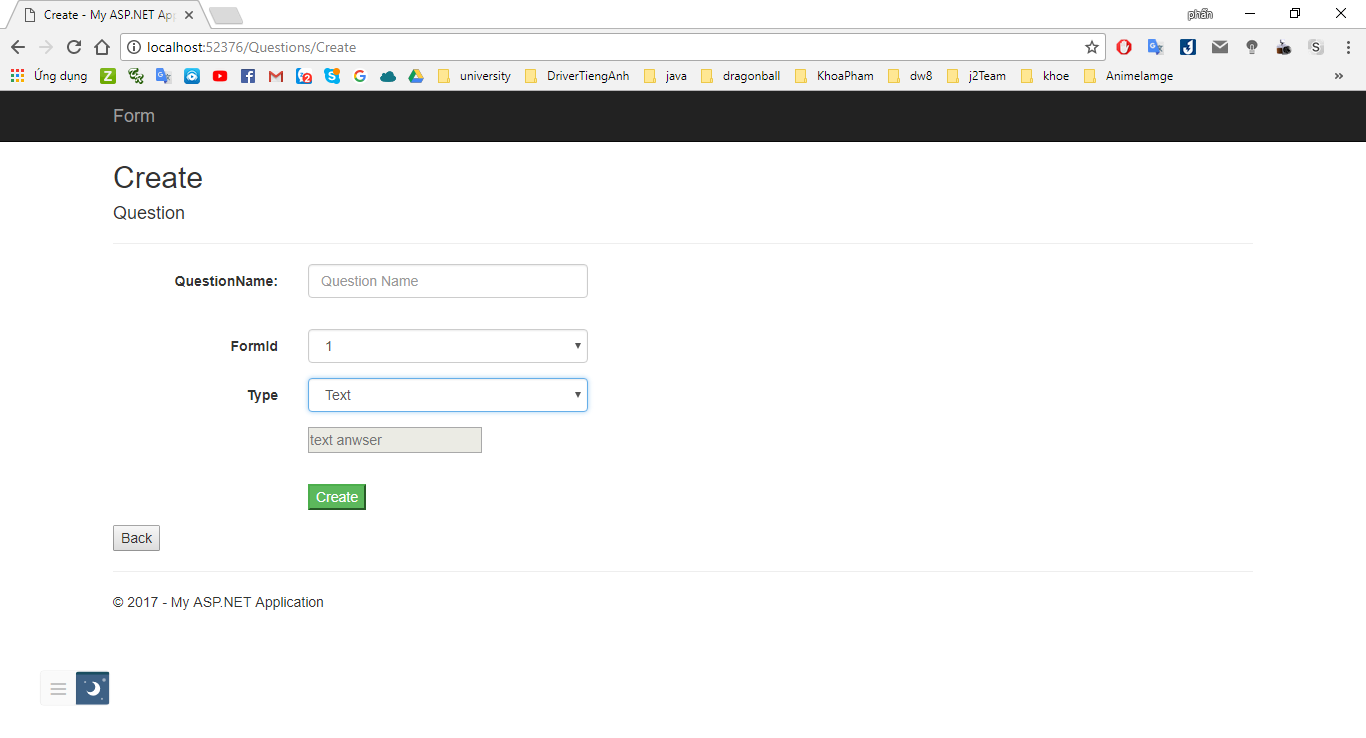 Create - My ASP.NET Ap
phấn
localhost:52376/Questions/Create
Ứng dụng university DriverTiengAnh java dragonball KhoaPham dw8 j2Team khoe Animelamge
Form
Create
Question
QuestionName: Question Name
FormId 1
Type Text
text anwser
Create
Back
© 2017 - My ASP.NET Application